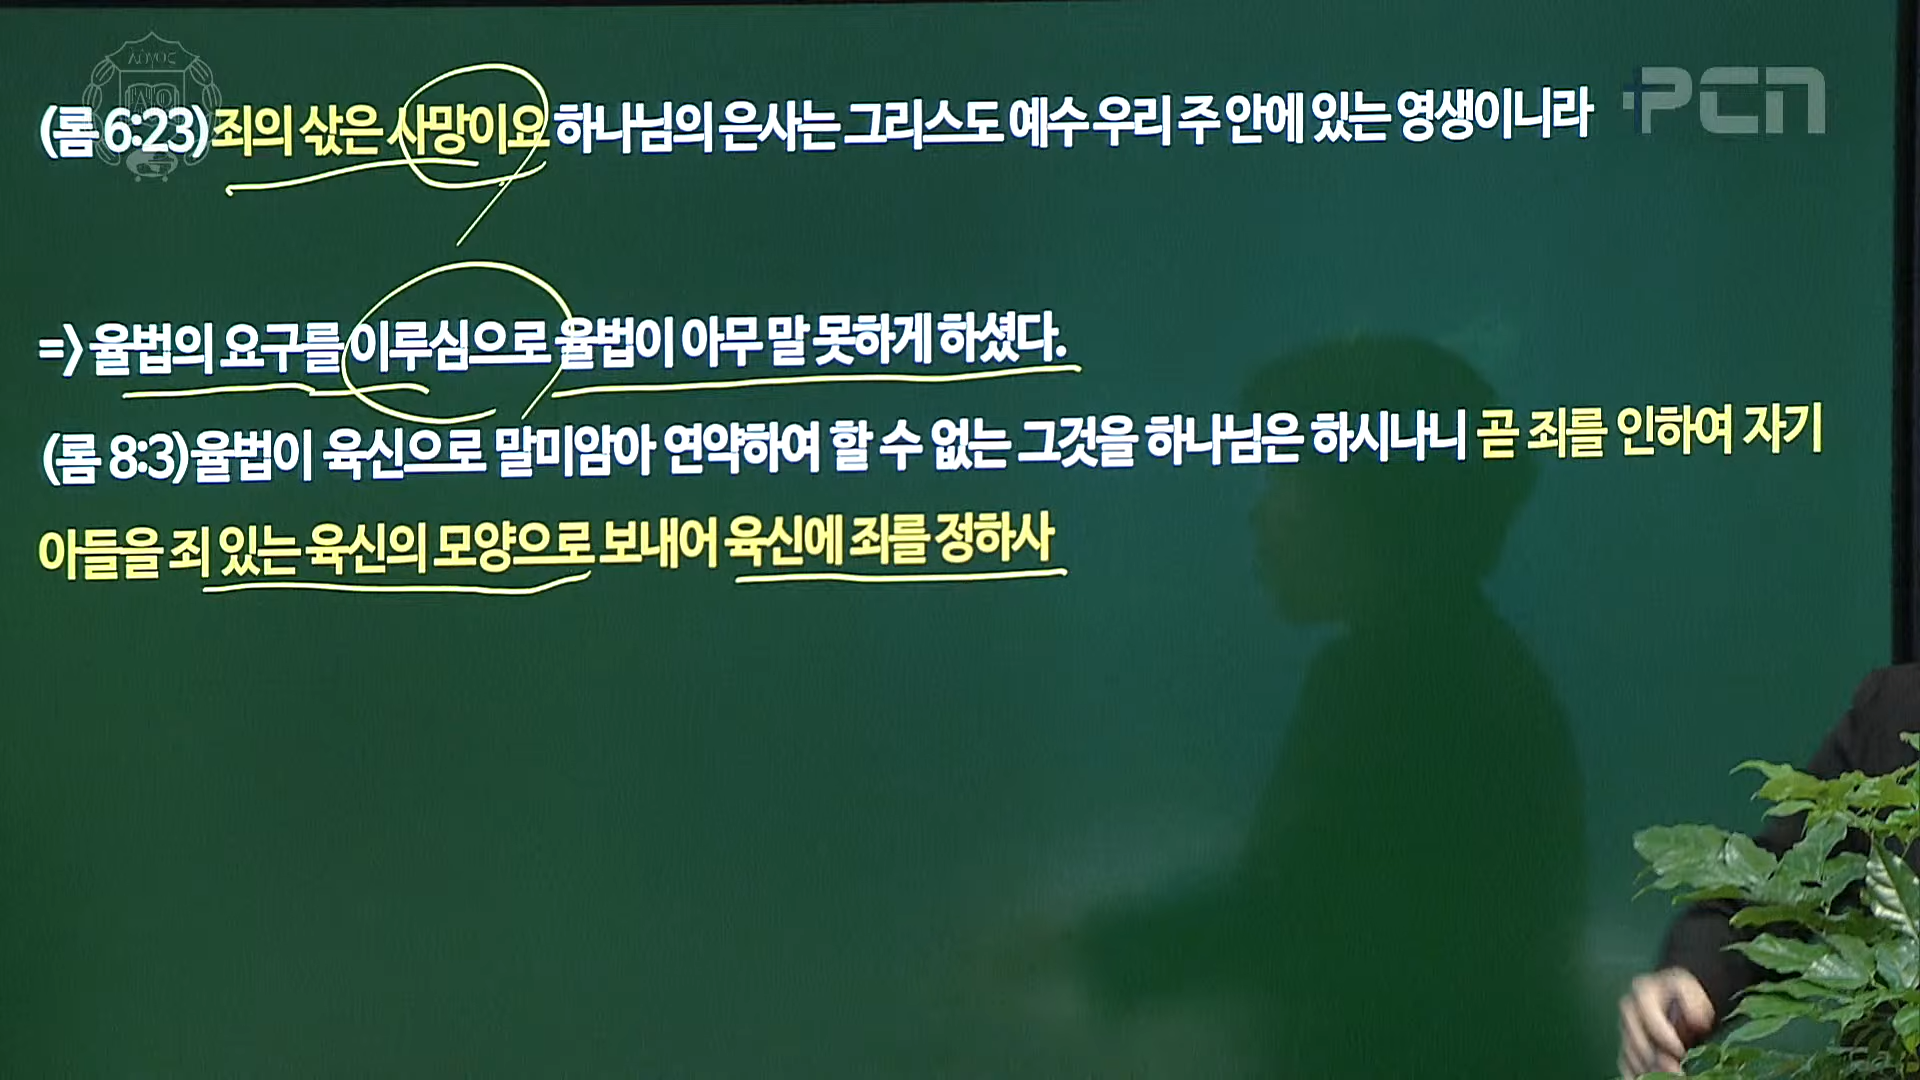 λόγος
PCN
(롬 6:23)죄의 삯은 사망이요 하나님의 은사는 그리스도 예수 우리 주 안에 있는 영생이니라
=> 율법의 요구를 이루심으로 율법이 아무 말 못하게 하셨다.
(롬 8:3)율법이 육신으로 말미암아 연약하여 할 수 없는 그것을 하나님은 하시나니 곧 죄를 인하여 자기
아들을 죄 있는 육신의 모양으로 보내어 육신에 죄를 정하사